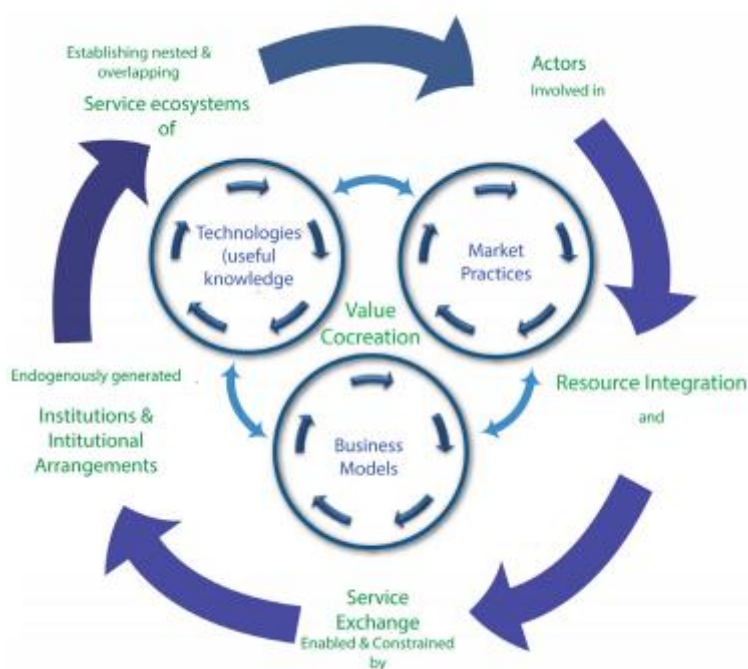 Establishing nested &
overlapping
Service ecosystems
of
Actors
Involved in
Technologies
(useful
knowledge
Market
Practices
Value
Cocreation
Business
Models
Resource Integration
and
Service
Exchange
Enabled & Constrained
by
Endogenously generated
Institutions &
Intitutional
Arrangements